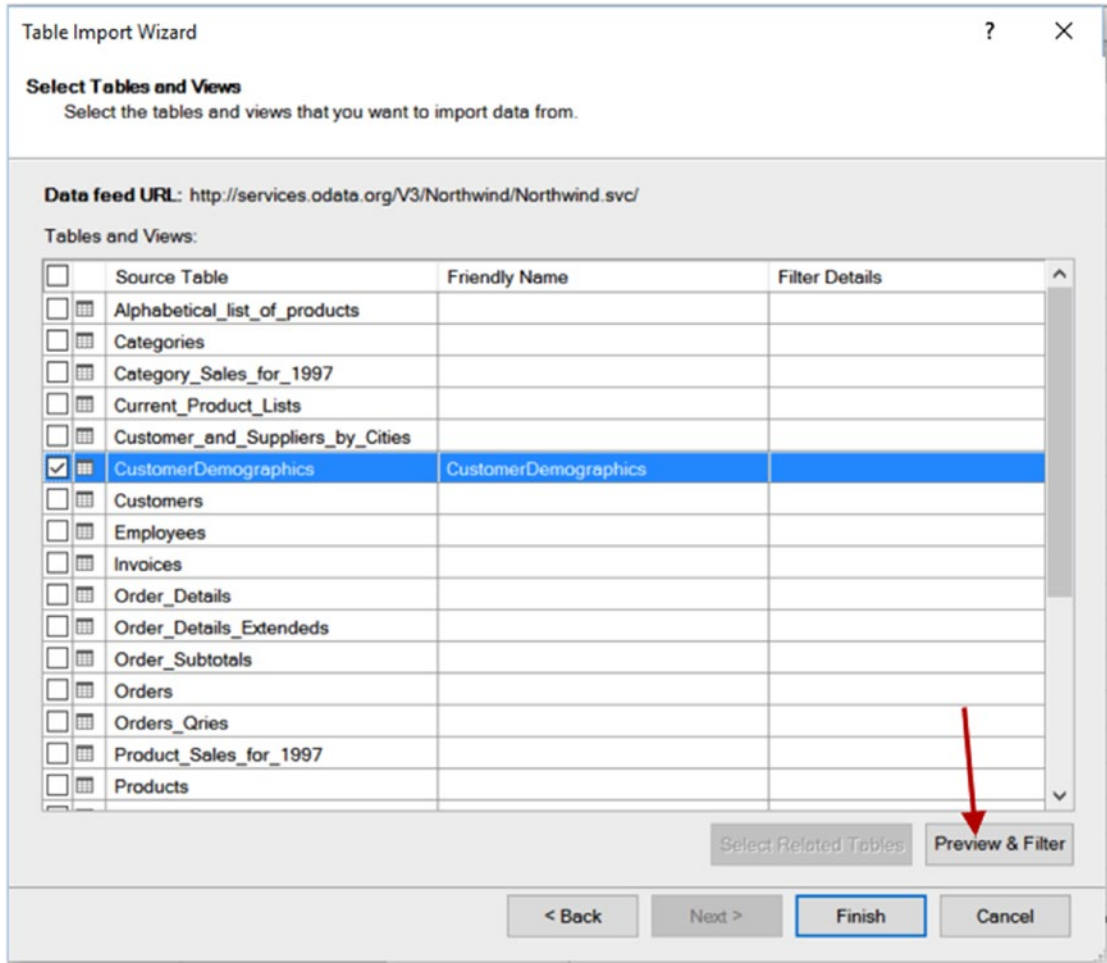 Table Import Wizard ? X
Select Tables and Views
Select the tables and views that you want to import data from.
Data feed URL: http://services.odata.org/V3/Northwind/Northwind.svc/
Tables and Views:
Source Table Friendly Name Filter Details
Alphabetical_list_of_products
Categories
Category_Sales_for_1997
Current_Product_Lists
Customer_and_Suppliers_by_Cities
CustomerDemographics CustomerDemographics
Customers
Employees
Invoices
Order_Details
Order_Details_Extendeds
Order_Subtotals
Orders
Orders_Qries
Product_Sales_for_1997
Products
Select Related Tables Preview & Filter
< Back Next > Finish Cancel